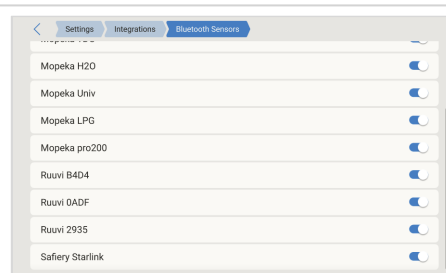 Settings Integrations Bluetooth Sensors
Mopeka H2O
Mopeka Univ
Mopeka LPG
Mopeka pro200
Ruuvi B4D4
Ruuvi 0ADF
Ruuvi 2935
Safiery Starlink